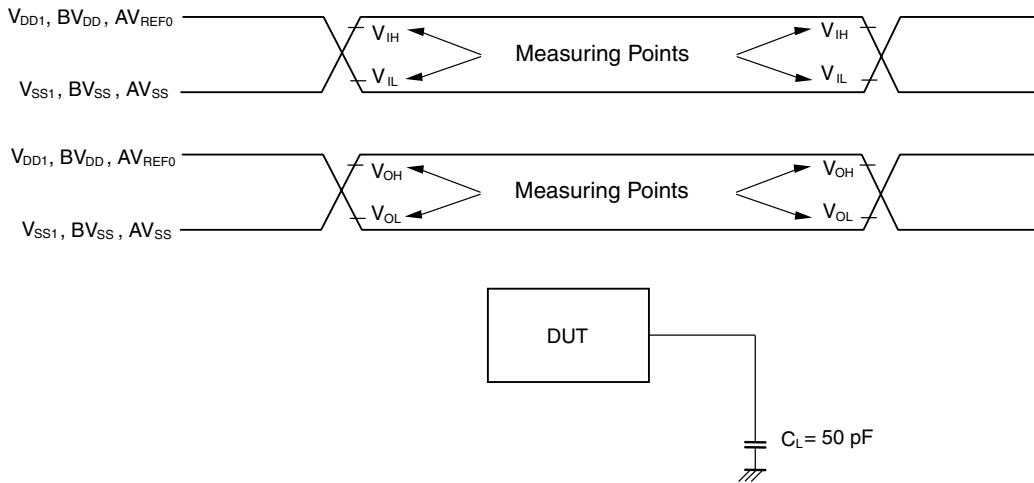 VDD1, BVDD, AVREF0
VIH
Measuring Points
VIH
VIL
VIL
VSS1, BVSS, AVSS
VDD1, BVDD, AVREF0
VOH
Measuring Points
VOH
VOL
VOL
VSS1, BVSS, AVSS
DUT
CL= 50 pF